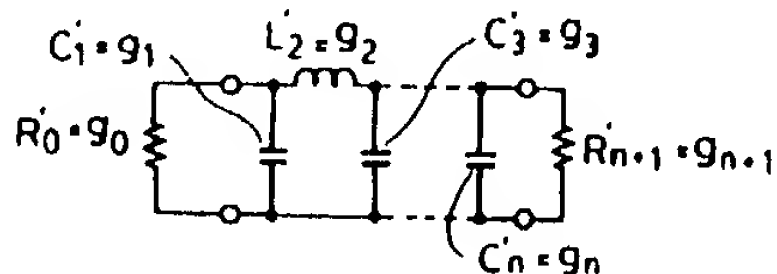 C'₁ = g₁
L'₂ = g₂
C'₃ = g₃
R'₀ = g₀
R'ₙ₊₁ = gₙ₊₁
C'ₙ = gₙ